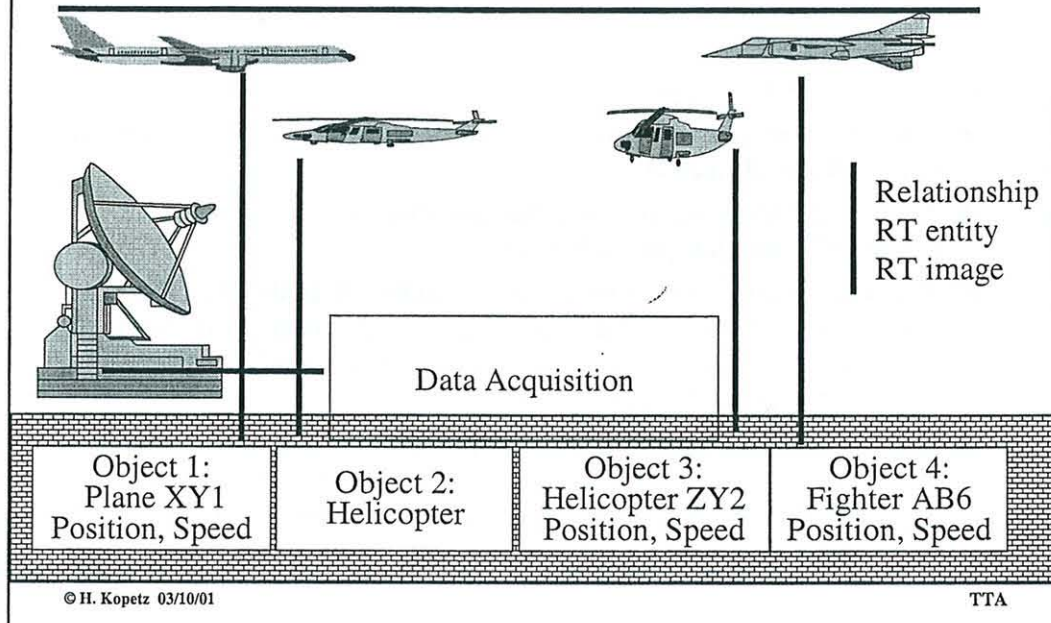 Relationship
RT entity
RT image
Data Acquisition
Object 1:
Plane XY1
Position, Speed
Object 2:
Helicopter
Object 3:
Helicopter ZY2
Position, Speed
Object 4:
Fighter AB6
Position, Speed
© H. Kopetz 03/10/01
TTA